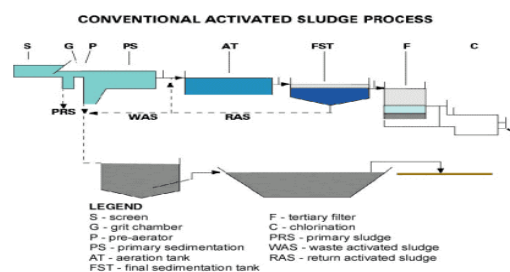 CONVENTIONAL ACTIVATED SLUDGE PROCESS
S G P PS AT FST F C
PRS WAS RAS
LEGEND
S - screen
G - grit chamber
P - pre-aerator
PS - primary sedimentation
AT - aeration tank
FST - final sedimentation tank
F - tertiary filter
C - chlorination
PRS - primary sludge
WAS - waste activated sludge
RAS - return activated sludge